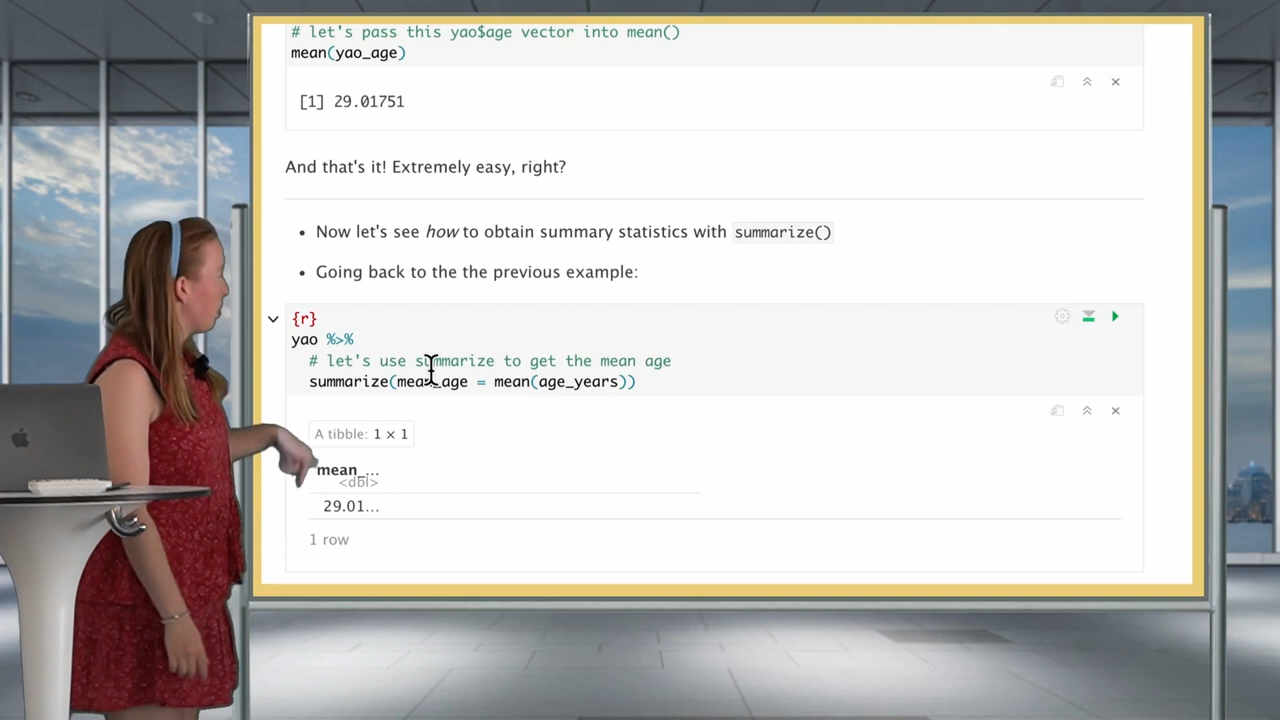 # let's pass this yao$age vector into mean()
mean(yao_age)
[1] 29.01751
And that's it! Extremely easy, right?
• Now let's see how to obtain summary statistics with summarize()
• Going back to the the previous example:
{r}
yao %>%
# let's use summarize to get the mean age
summarize(mean_age = mean(age_years))
A tibble: 1 × 1
mean_...
<dbl>
29.01...
1 row